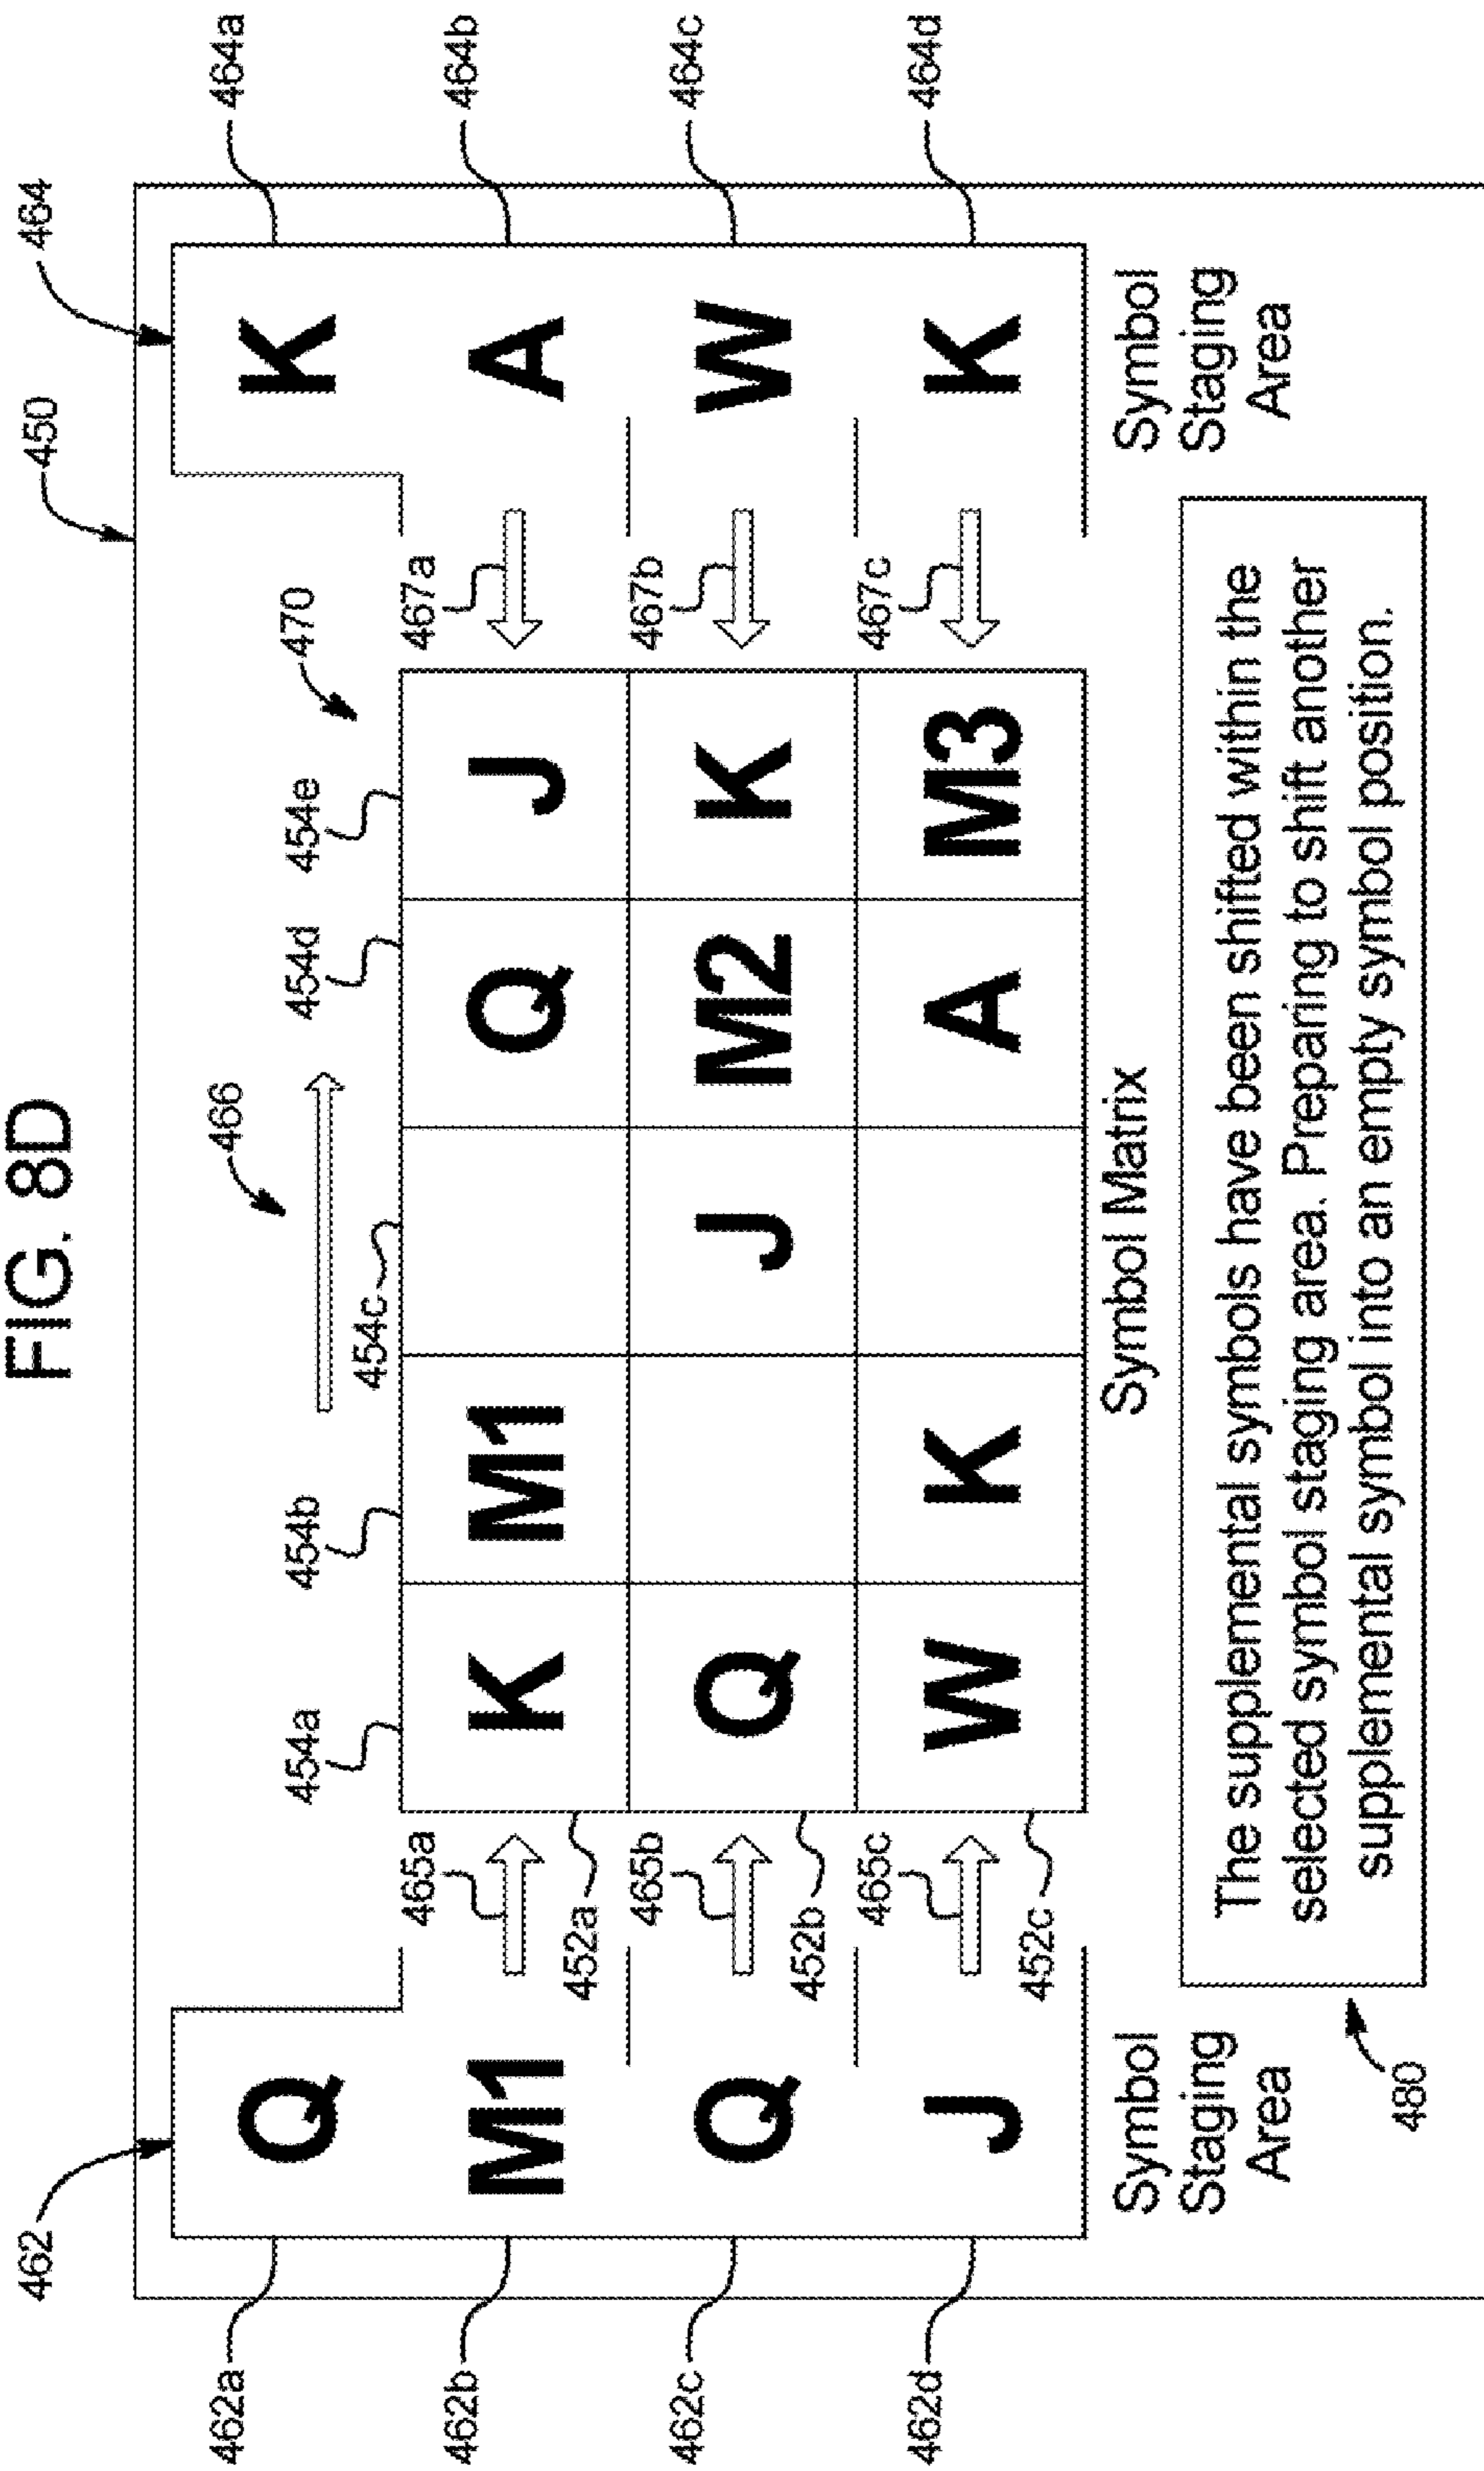 FIG. 8D
462
466
470
450
464
462a
Q
454a
454b
454c
454d
454e
K
464a
462b
M1
465a
K
M1
Q
J
467a
A
464b
452a
462c
Q
465b
Q
J
M2
K
467b
W
464c
452b
462d
J
465c
W
K
A
M3
467c
K
464d
452c
Symbol
Staging
Area
Symbol Matrix
Symbol
Staging
Area
480
The supplemental symbols have been shifted within the
selected symbol staging area. Preparing to shift another
supplemental symbol into an empty symbol position.